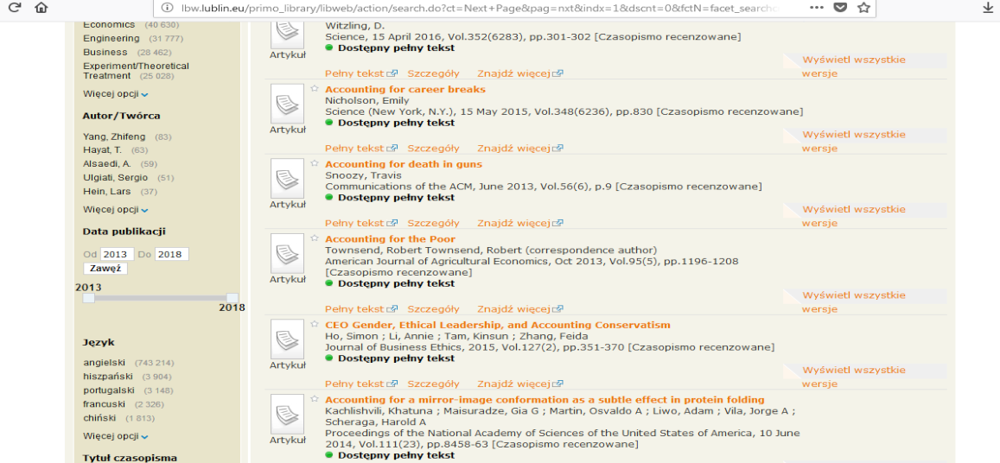 lbw.lublin.eu/primo_library/libweb/action/search.do?ct=Next+Page&pag=nxt&indx=1&dscnt=0&fctN=facet_searchc
Economics (40 630)
Engineering (31 777)
Business (28 462)
Experiment/Theoretical
Treatment (25 028)
Więcej opcji
Autor/Twórca
Yang, Zhifeng (83)
Hayat, T. (63)
Alsaedi, A. (59)
Ulgiati, Sergio (51)
Hein, Lars (37)
Więcej opcji
Data publikacji
Od 2013 Do 2018
Zawęź
2013
2018
Język
angielski (743 214)
hiszpański (3 904)
portugalski (3 148)
francuski (2 326)
chiński (1 813)
Więcej opcji
Tytuł czasopisma
Artykuł
Witzling, D.
Science, 15 April 2016, Vol.352(6283), pp.301-302 [Czasopismo recenzowane]
Dostępny pełny tekst
Pełny tekst Szczegóły Znajdź więcej
Wyświetl wszystkie
wersje
Artykuł
Accounting for career breaks
Nicholson, Emily
Science (New York, N.Y.), 15 May 2015, Vol.348(6236), pp.830 [Czasopismo recenzowane]
Dostępny pełny tekst
Pełny tekst Szczegóły Znajdź więcej
Wyświetl wszystkie
wersje
Artykuł
Accounting for death in guns
Snoozy, Travis
Communications of the ACM, June 2013, Vol.56(6), p.9 [Czasopismo recenzowane]
Dostępny pełny tekst
Pełny tekst Szczegóły Znajdź więcej
Wyświetl wszystkie
wersje
Artykuł
Accounting for the Poor
Townsend, Robert Townsend, Robert (correspondence author)
American Journal of Agricultural Economics, Oct 2013, Vol.95(5), pp.1196-1208
[Czasopismo recenzowane]
Dostępny pełny tekst
Pełny tekst Szczegóły Znajdź więcej
Wyświetl wszystkie
wersje
Artykuł
CEO Gender, Ethical Leadership, and Accounting Conservatism
Ho, Simon ; Li, Annie ; Tam, Kinsun ; Zhang, Feida
Journal of Business Ethics, 2015, Vol.127(2), pp.351-370 [Czasopismo recenzowane]
Dostępny pełny tekst
Pełny tekst Szczegóły Znajdź więcej
Wyświetl wszystkie
wersje
Artykuł
Accounting for a mirror-image conformation as a subtle effect in protein folding
Kachlishvili, Khatuna ; Maisuradze, Gia G ; Martin, Osvaldo A ; Liwo, Adam ; Vila, Jorge A ;
Scheraga, Harold A
Proceedings of the National Academy of Sciences of the United States of America, 10 June
2014, Vol.111(23), pp.8458-63 [Czasopismo recenzowane]
Dostępny pełny tekst